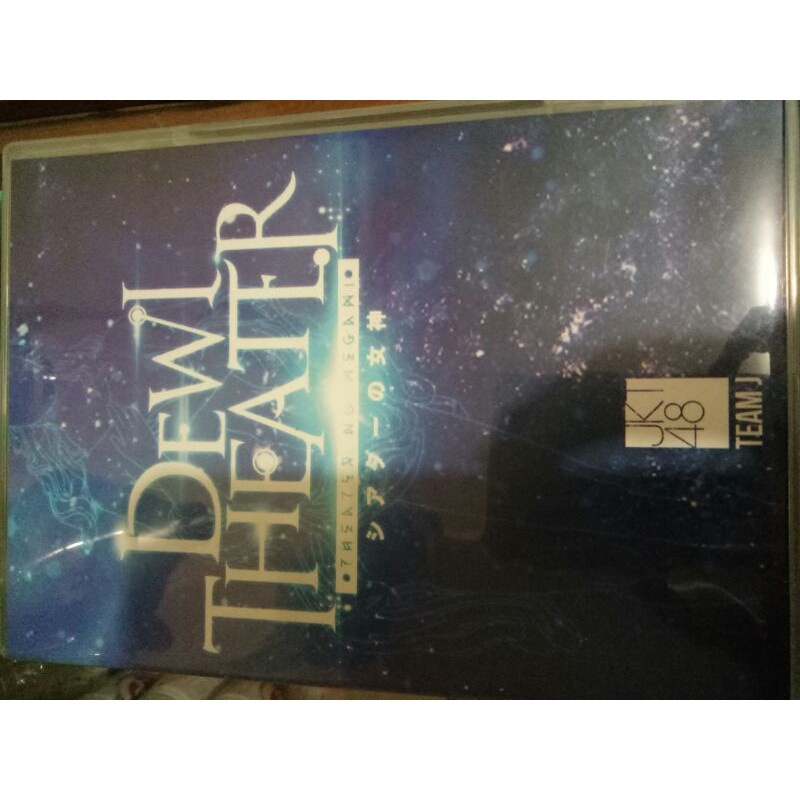 DEWI
THEATER
THEATER NO MEGAMI
シアターの女神
JKT
48
TEAM J